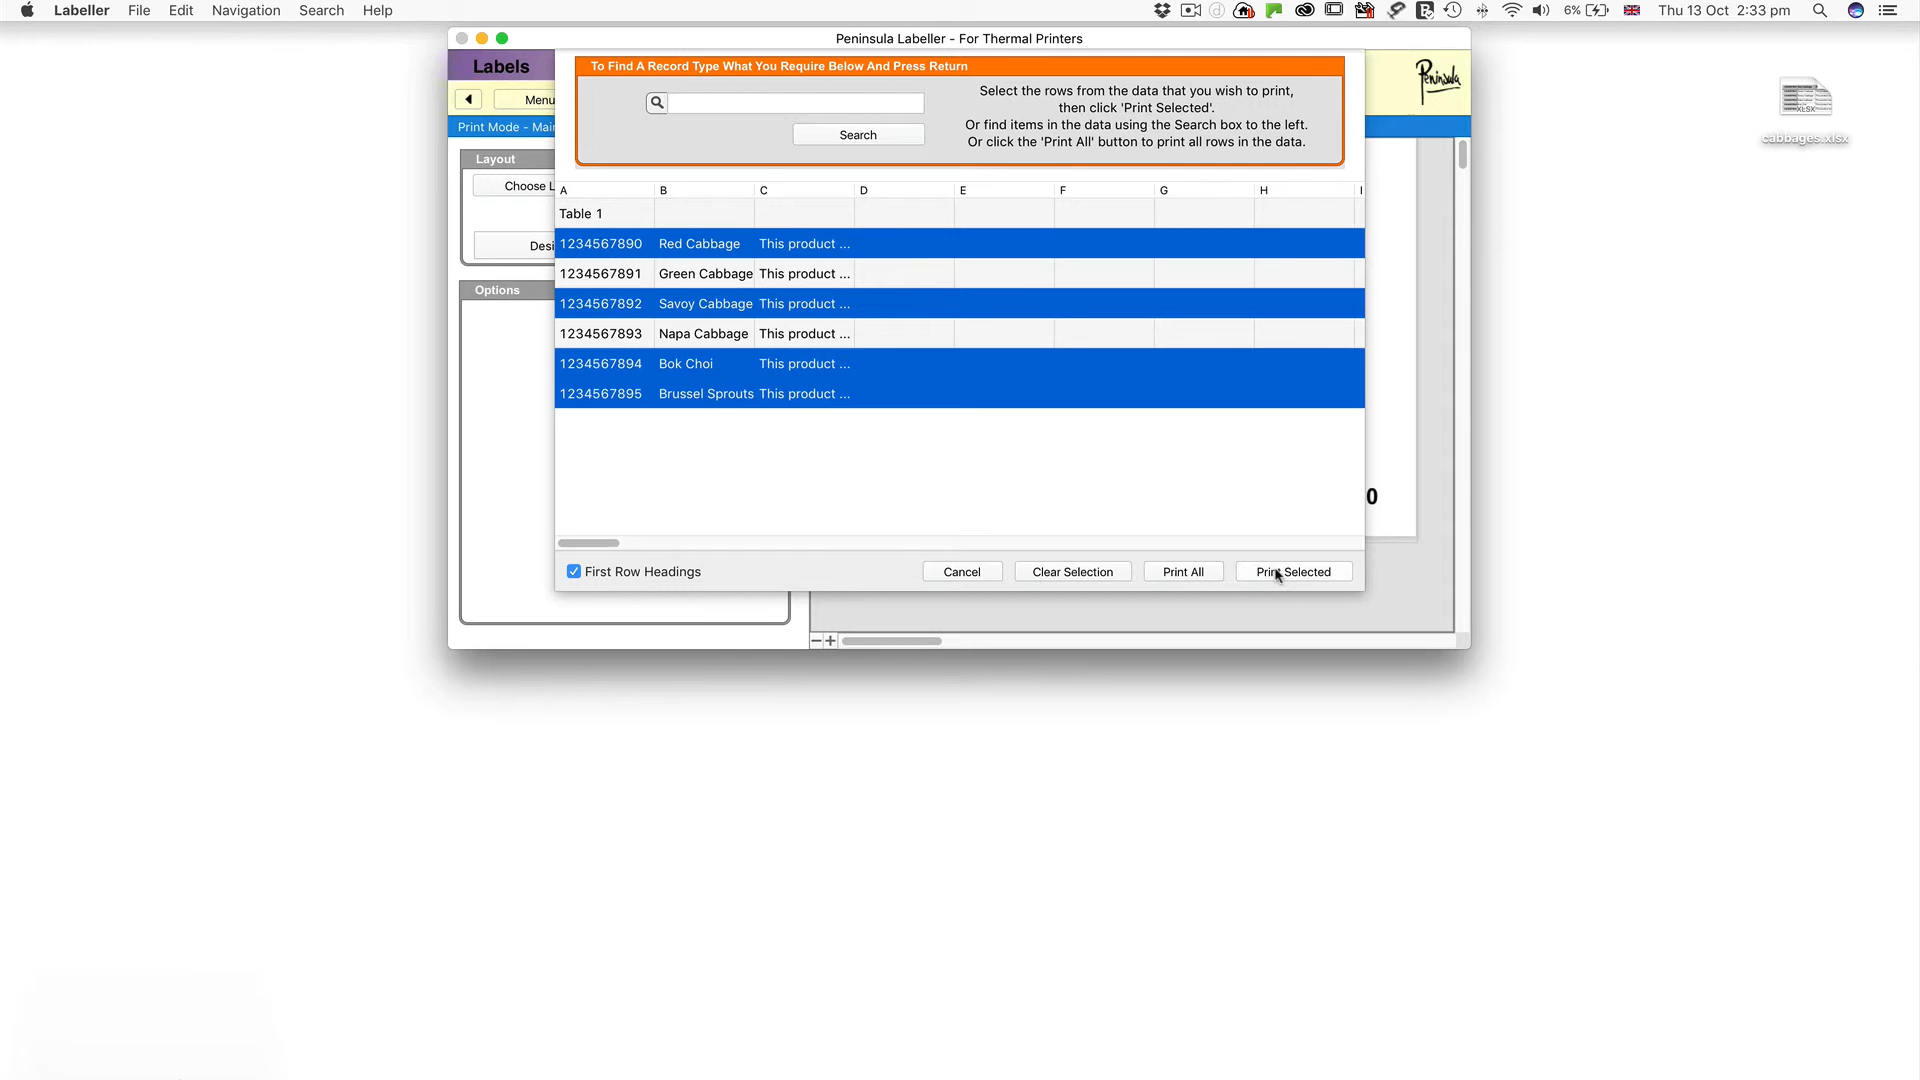 Labeller File Edit Navigation Search Help
6% Thu 13 Oct 2:33 pm
Peninsula Labeller - For Thermal Printers
Labels
Peninsula
Menu
Print Mode - Mai
Layout
Choose L
Desi
Options
To Find A Record Type What You Require Below And Press Return
Search
Select the rows from the data that you wish to print,
then click 'Print Selected'.
Or find items in the data using the Search box to the left.
Or click the 'Print All' button to print all rows in the data.
A B C D E F G H I
Table 1
1234567890 Red Cabbage This product ...
1234567891 Green Cabbage This product ...
1234567892 Savoy Cabbage This product ...
1234567893 Napa Cabbage This product ...
1234567894 Bok Choi This product ...
1234567895 Brussel Sprouts This product ...
0
First Row Headings
Cancel
Clear Selection
Print All
Print Selected
cabbages.xlsx
XLSX